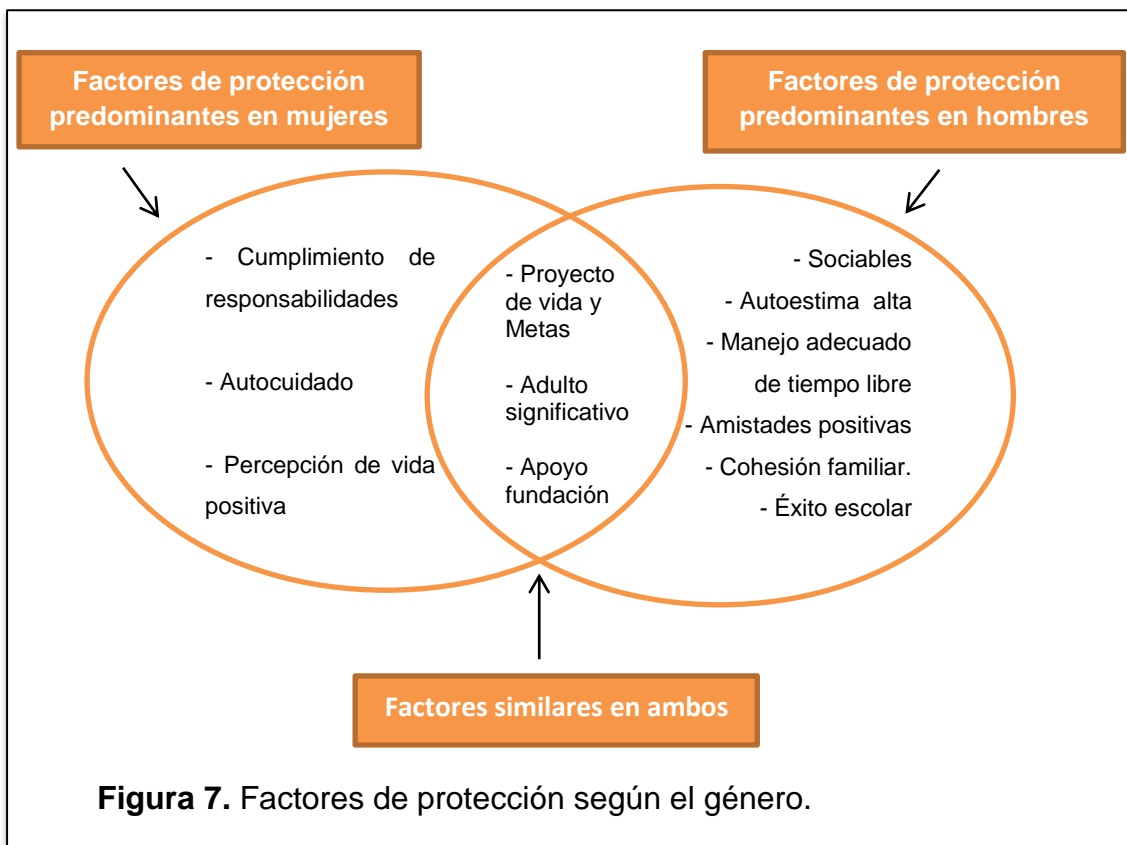 Factores de protección
predominantes en mujeres
Factores de protección
predominantes en hombres
- Cumplimiento de
responsabilidades
- Autocuidado
- Percepción de vida
positiva
- Proyecto
de vida y
Metas
- Adulto
significativo
- Apoyo
fundación
- Sociables
- Autoestima alta
- Manejo adecuado
de tiempo libre
- Amistades positivas
- Cohesión familiar.
- Éxito escolar
Factores similares en ambos
Figura 7. Factores de protección según el género.